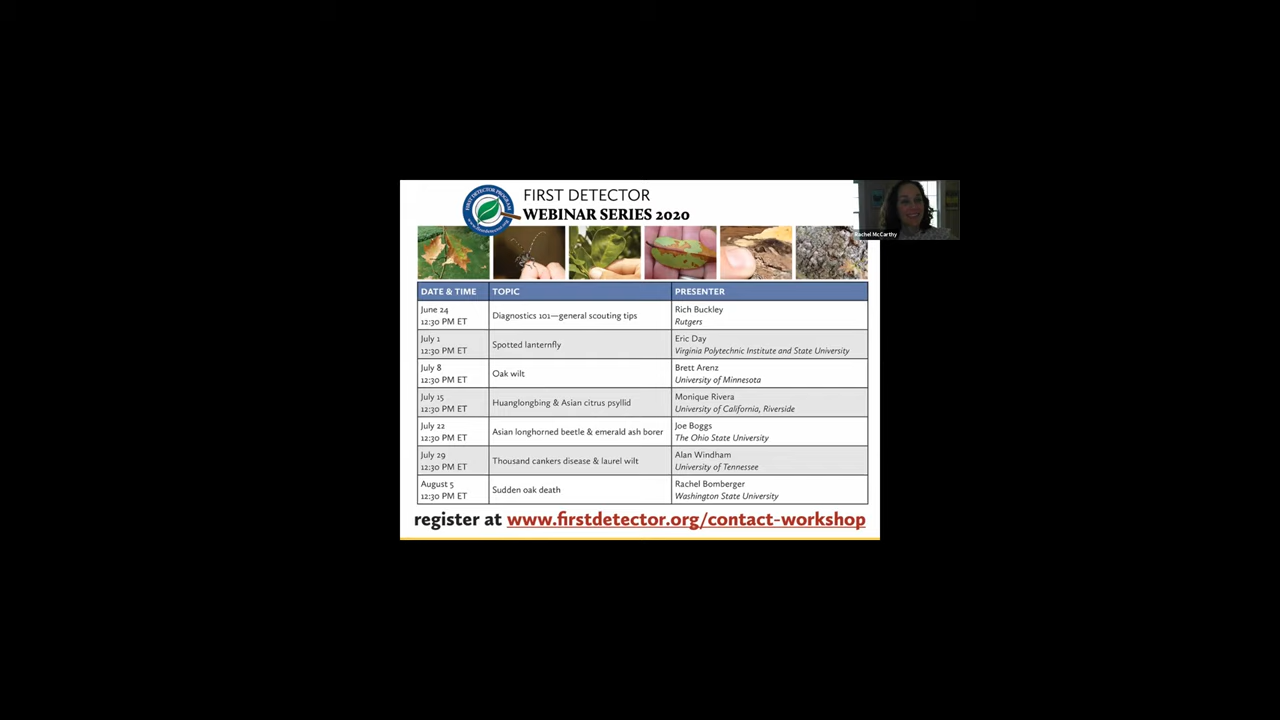 FIRST DETECTOR
WEBINAR SERIES 2020
FIRST DETECTOR PROGRAM
Rachel McCarthy
DATE & TIME TOPIC PRESENTER
June 24
12:30 PM ET
Diagnostics 101—general scouting tips
Rich Buckley
Rutgers
July 1
12:30 PM ET
Spotted lanternfly
Eric Day
Virginia Polytechnic Institute and State University
July 8
12:30 PM ET
Oak wilt
Brett Arenz
University of Minnesota
July 15
12:30 PM ET
Huanglongbing & Asian citrus psyllid
Monique Rivera
University of California, Riverside
July 22
12:30 PM ET
Asian longhorned beetle & emerald ash borer
Joe Boggs
The Ohio State University
July 29
12:30 PM ET
Thousand cankers disease & laurel wilt
Alan Windham
University of Tennessee
August 5
12:30 PM ET
Sudden oak death
Rachel Bomberger
Washington State University
register at www.firstdetector.org/contact-workshop